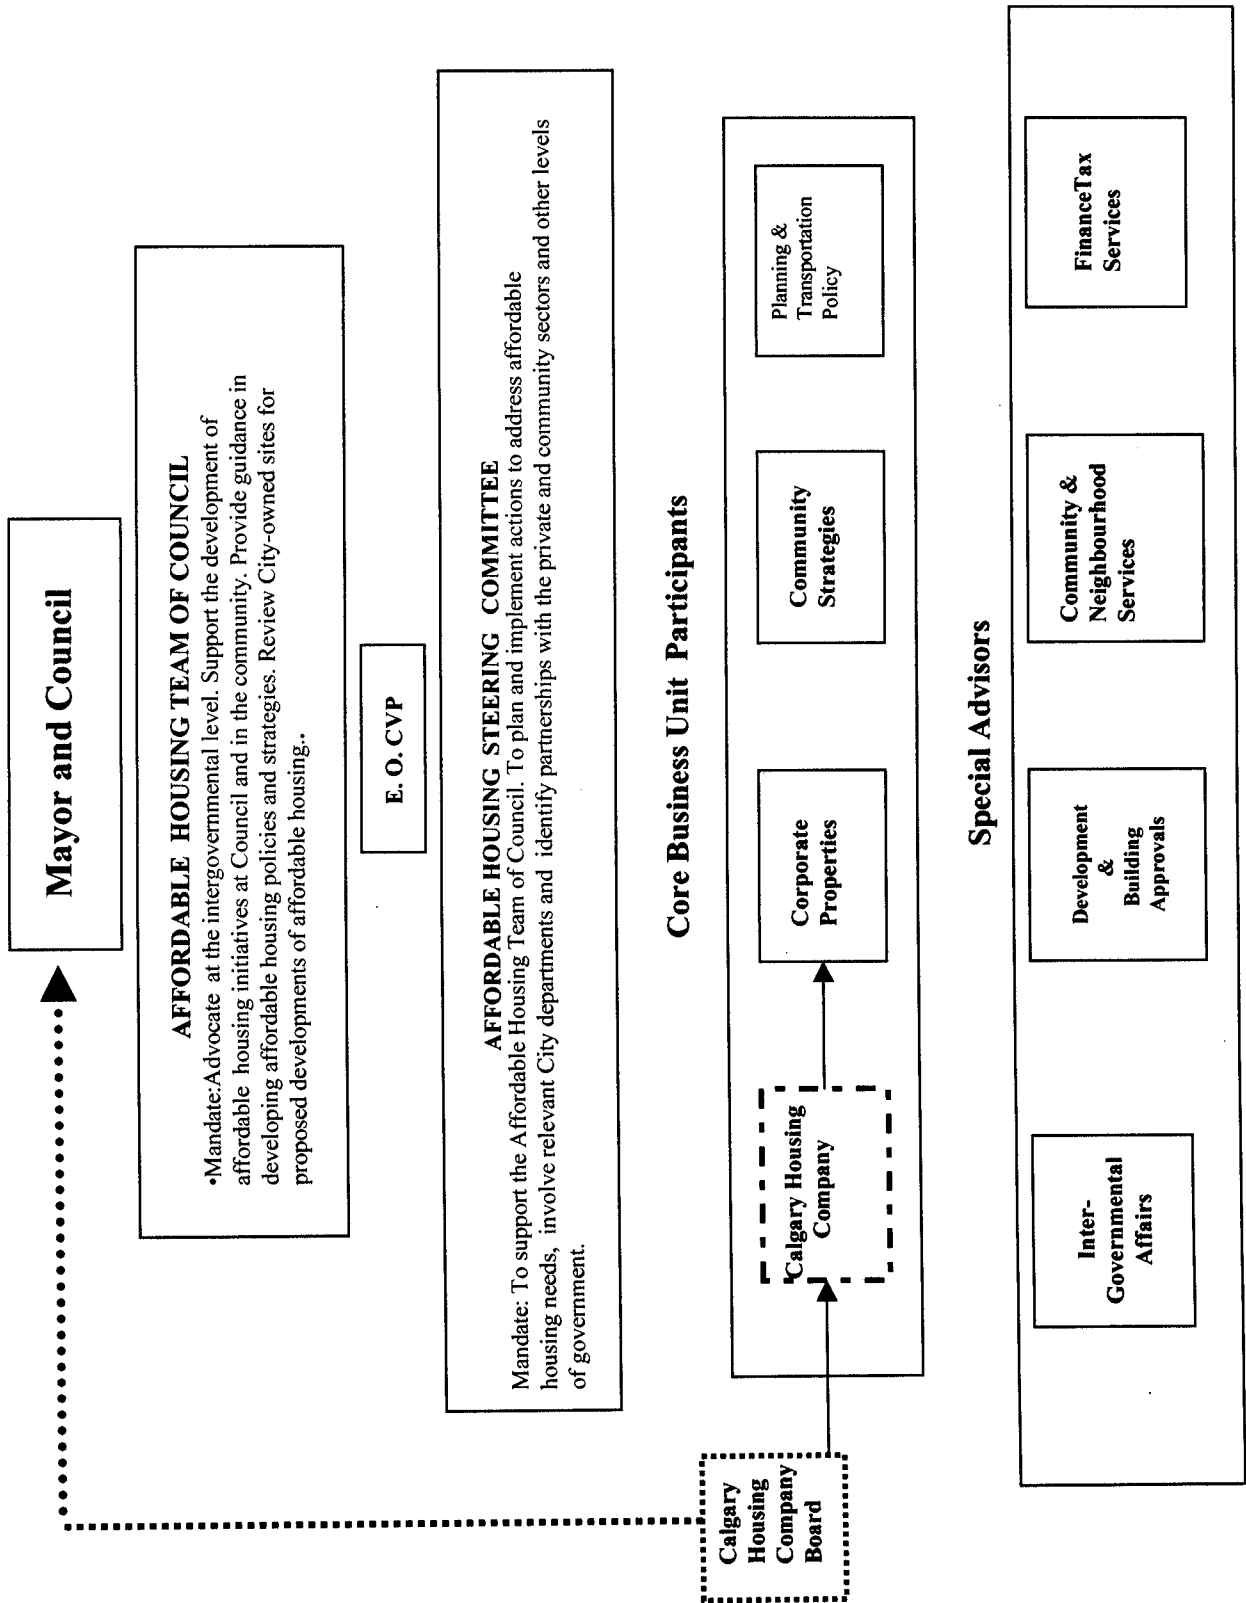 Mayor and Council
AFFORDABLE HOUSING TEAM OF COUNCIL
•Mandate:Advocate at the intergovernmental level. Support the development of
affordable housing initiatives at Council and in the community. Provide guidance in
developing affordable housing policies and strategies. Review City-owned sites for
proposed developments of affordable housing..
E. O. CVP
AFFORDABLE HOUSING STEERING COMMITTEE
Mandate: To support the Affordable Housing Team of Council. To plan and implement actions to address affordable
housing needs, involve relevant City departments and identify partnerships with the private and community sectors and other levels
of government.
Core Business Unit Participants
Calgary
Housing
Company
Board
Calgary Housing
Company
Corporate
Properties
Community
Strategies
Planning &
Transportation
Policy
Special Advisors
Inter-
Governmental
Affairs
Development
&
Building
Approvals
Community &
Neighbourhood
Services
FinanceTax
Services